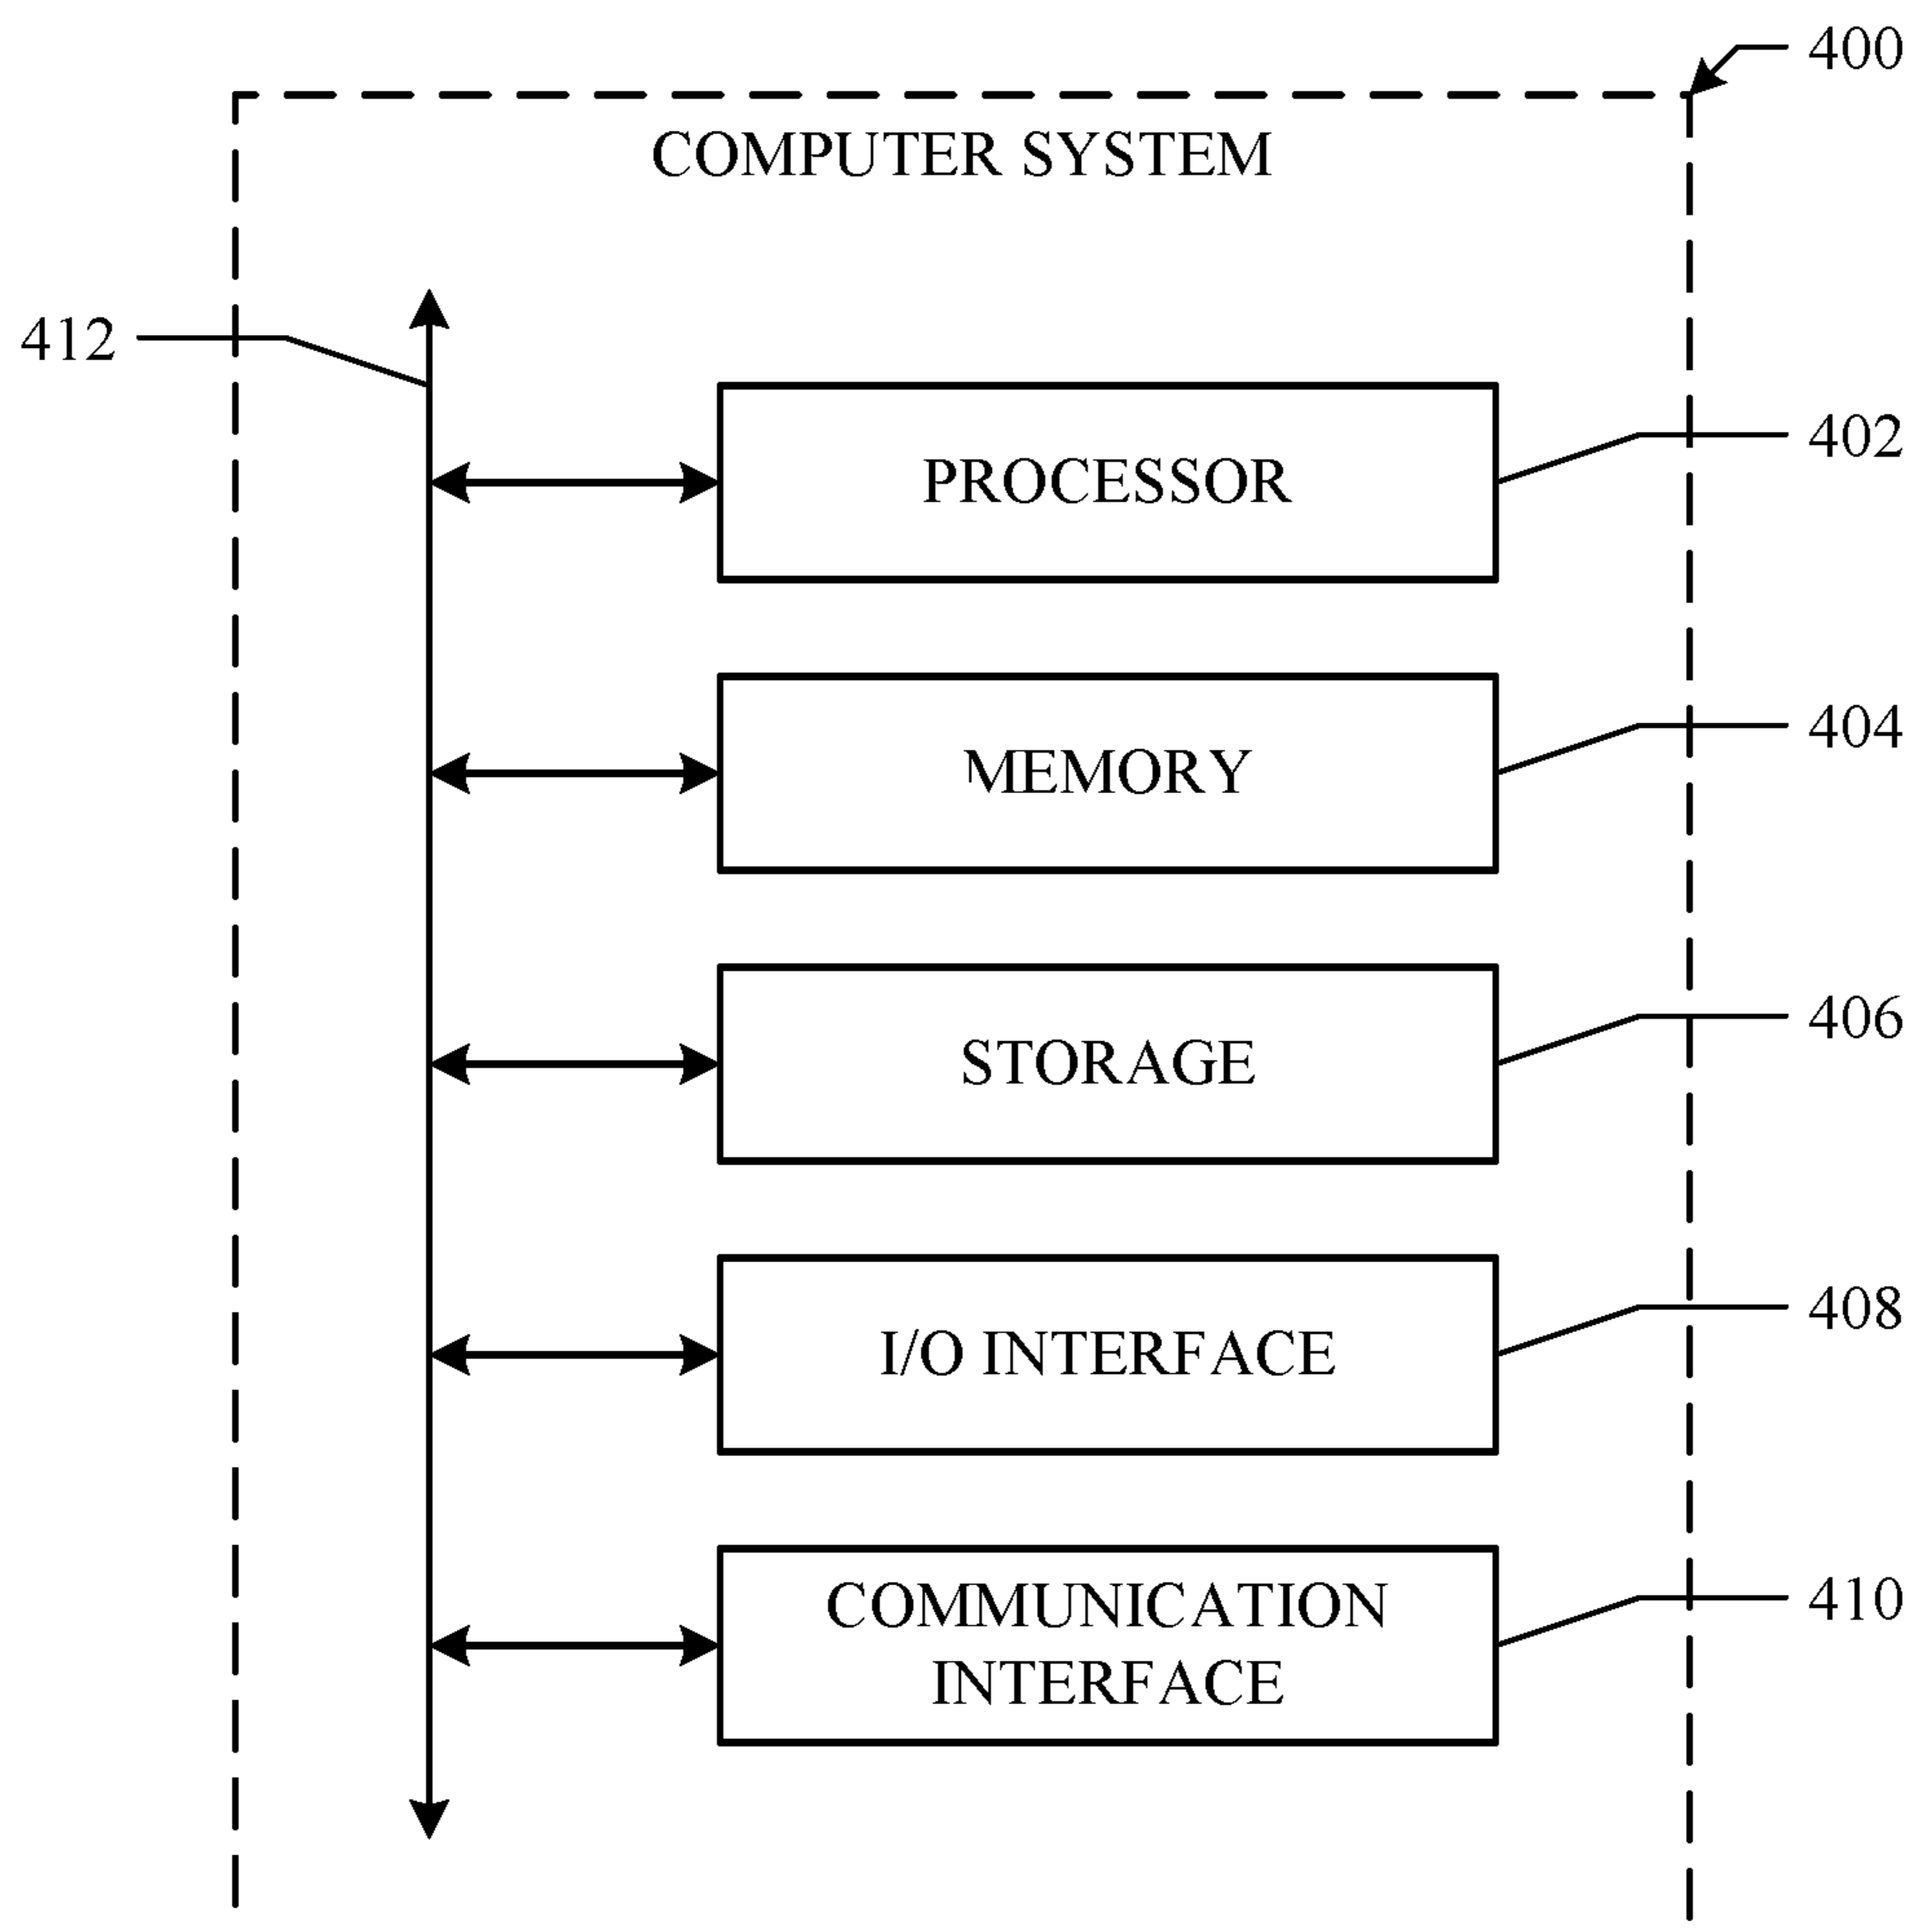 400
COMPUTER SYSTEM
412
402
PROCESSOR
404
MEMORY
406
STORAGE
408
I/O INTERFACE
410
COMMUNICATION
INTERFACE